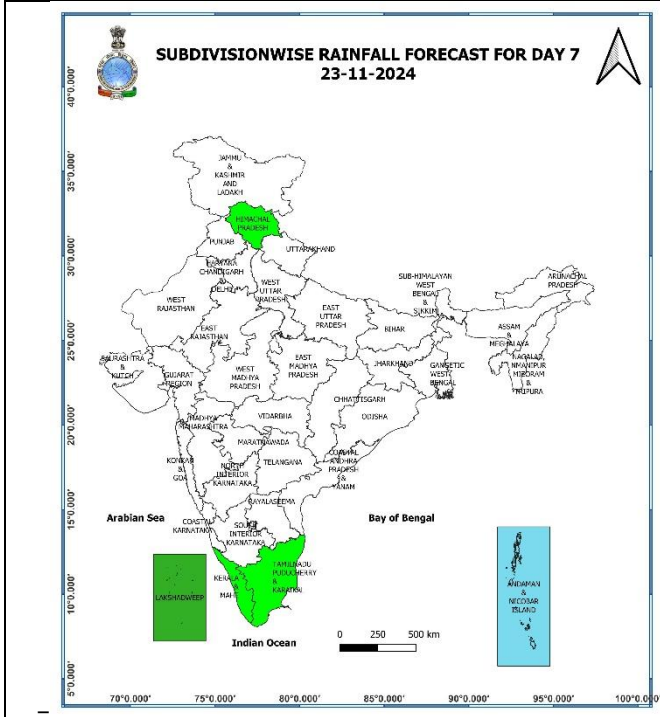 SUBDIVISIONWISE RAINFALL FORECAST FOR DAY 7
23-11-2024
40°0.000'
35°0.000'
30°0.000'
25°0.000'
20°0.000'
15°0.000'
10°0.000'
5°0.000'
JAMMU
&
KASHMIR
AND
LADAKH
HIMACHAL
PRADESH
PUNJAB
UTTARAKHAND
CHANDIGARH
&
DELHI
WEST
UTTAR
PRADESH
SUB-HIMALAYAN
WEST
BENGAL
&
SIKKIM
ARUNACHAL
PRADESH
WEST
RAJASTHAN
EAST
RAJASTHAN
EAST
UTTAR
PRADESH
BIHAR
ASSAM
&
MEGHALAYA
SAURASHTRA
&
KUTCH
GUJARAT
REGION
WEST
MADHYA
PRADESH
EAST
MADHYA
PRADESH
JHARKHAND
GANGETIC
WEST
BENGAL
MIZORAM
&
TRIPURA
CHHATTISGARH
ODISHA
MADHYA
MAHARASHTRA
VIDARBHA
MARATHWADA
KONKAN
&
GOA
NORTH
INTERIOR
KARNATAKA
TELANGANA
COASTAL
ANDHRA
PRADESH
&
YANAM
RAYALASEEMA
Arabian Sea
Bay of Bengal
COASTAL
KARNATAKA
SOUTH
INTERIOR
KARNATAKA
LAKSHADWEEP
KERALA
&
MAHE
TAMILNADU
PUDUCHERRY
&
KARAIKAL
ANDAMAN
&
NICOBAR
ISLAND
Indian Ocean
0 250 500 km
70°0.000' 75°0.000' 80°0.000' 85°0.000' 90°0.000' 95°0.000' 100°0.000'